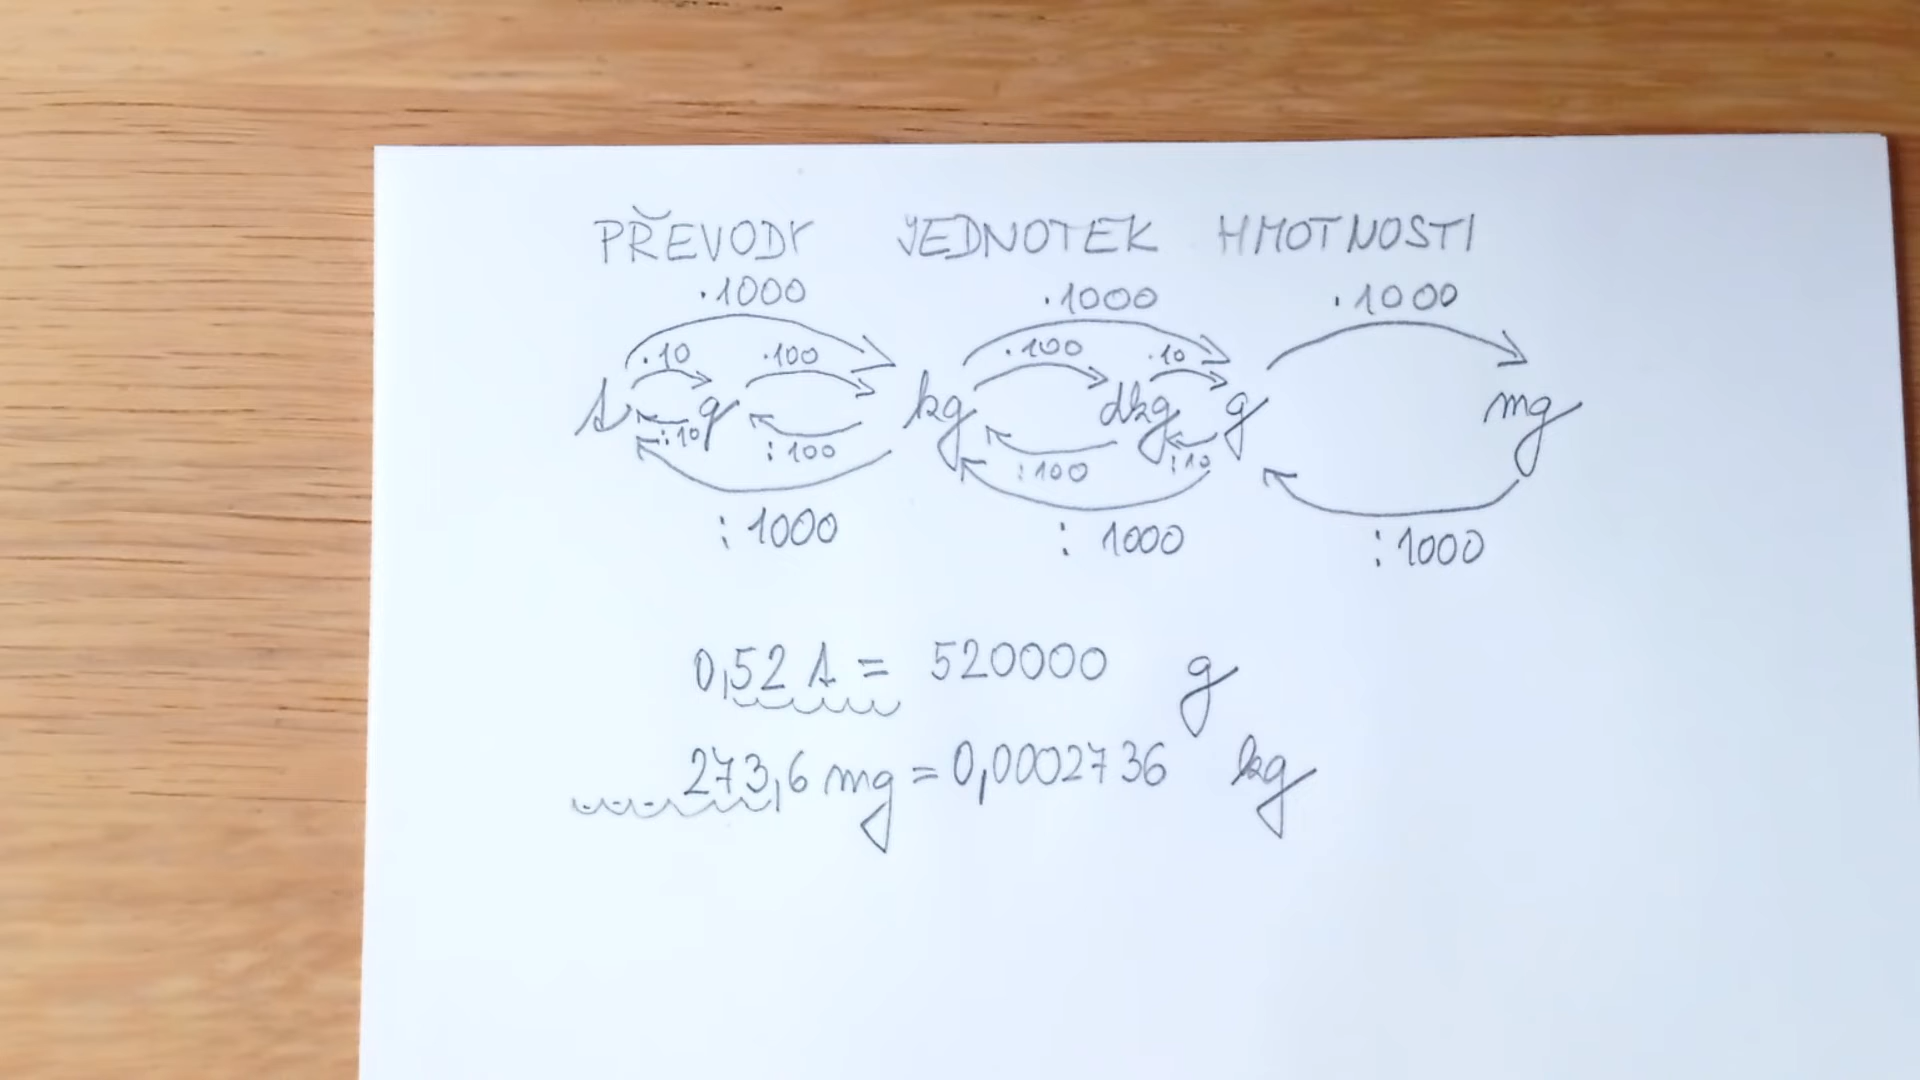 PŘEVODY JEDNOTEK HMOTNOSTI
.1000 .1000 .1000
.10 .100 .100 .10
t q kg dkg g mg
:10 :100 :100 :10
:1000 :1000 :1000
0,52 t = 520000 g
273,6 mg = 0,0002736 kg